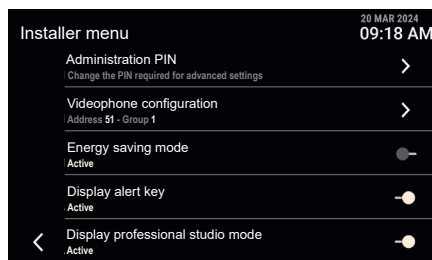 20 MAR 2024
Installer menu
09:18 AM
Administration PIN
Change the PIN required for advanced settings
Videophone configuration
Address 51 - Group 1
Energy saving mode
Active
Display alert key
Active
Display professional studio mode
Active